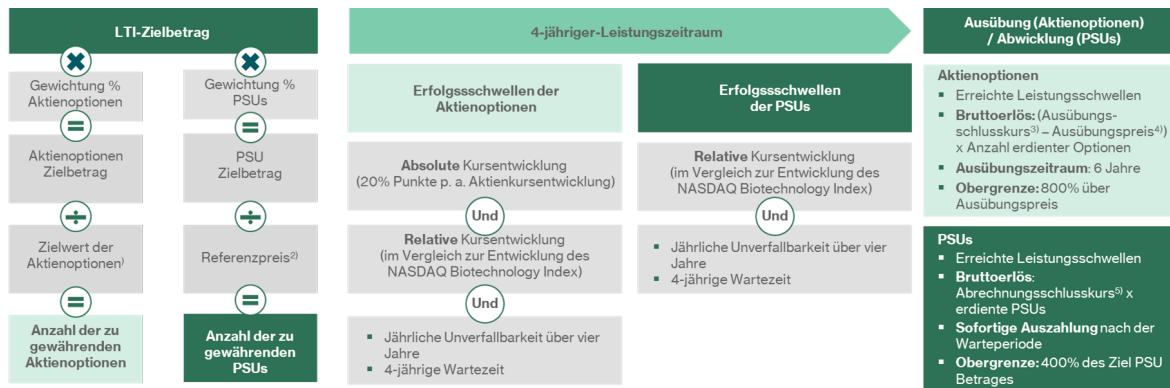 LTI-Zielbetrag
Gewichtung %
Aktienoptionen
Aktienoptionen
Zielbetrag
Zielwert der
Aktienoptionen⁾
Anzahl der zu
gewährenden
Aktienoptionen
Gewichtung %
PSUs
PSU
Zielbetrag
Referenzpreis²⁾
Anzahl der zu
gewährenden
PSUs
4-jähriger-Leistungszeitraum
Erfolgssschwellen der
Aktienoptionen
Absolute Kursentwicklung
(20% Punkte p. a. Aktienkursentwicklung)
Und
Relative Kursentwicklung
(im Vergleich zur Entwicklung des
NASDAQ Biotechnology Index)
Und
▪ Jährliche Unverfallbarkeit über vier
Jahre
▪ 4-jährige Wartezeit
Erfolgsschwellen
der PSUs
Relative Kursentwicklung
(im Vergleich zur Entwicklung des
NASDAQ Biotechnology Index)
Und
▪ Jährliche Unverfallbarkeit über vier
Jahre
▪ 4-jährige Wartezeit
Ausübung (Aktienoptionen)
/ Abwicklung (PSUs)
Aktienoptionen
▪ Erreichte Leistungsschwellen
▪ Bruttoerlös: (Ausübungs-
schlusskurs³⁾ – Ausübungspreis⁴⁾)
x Anzahl erdienter Optionen
▪ Ausübungszeitraum: 6 Jahre
▪ Obergrenze: 800% über
Ausübungspreis
PSUs
▪ Erreichte Leistungsschwellen
▪ Bruttoerlös:
Abrechnungsschlusskurs⁵⁾ x
erdiente PSUs
▪ Sofortige Auszahlung nach der
Warteperiode
▪ Obergrenze: 400% des Ziel PSU
Betrages